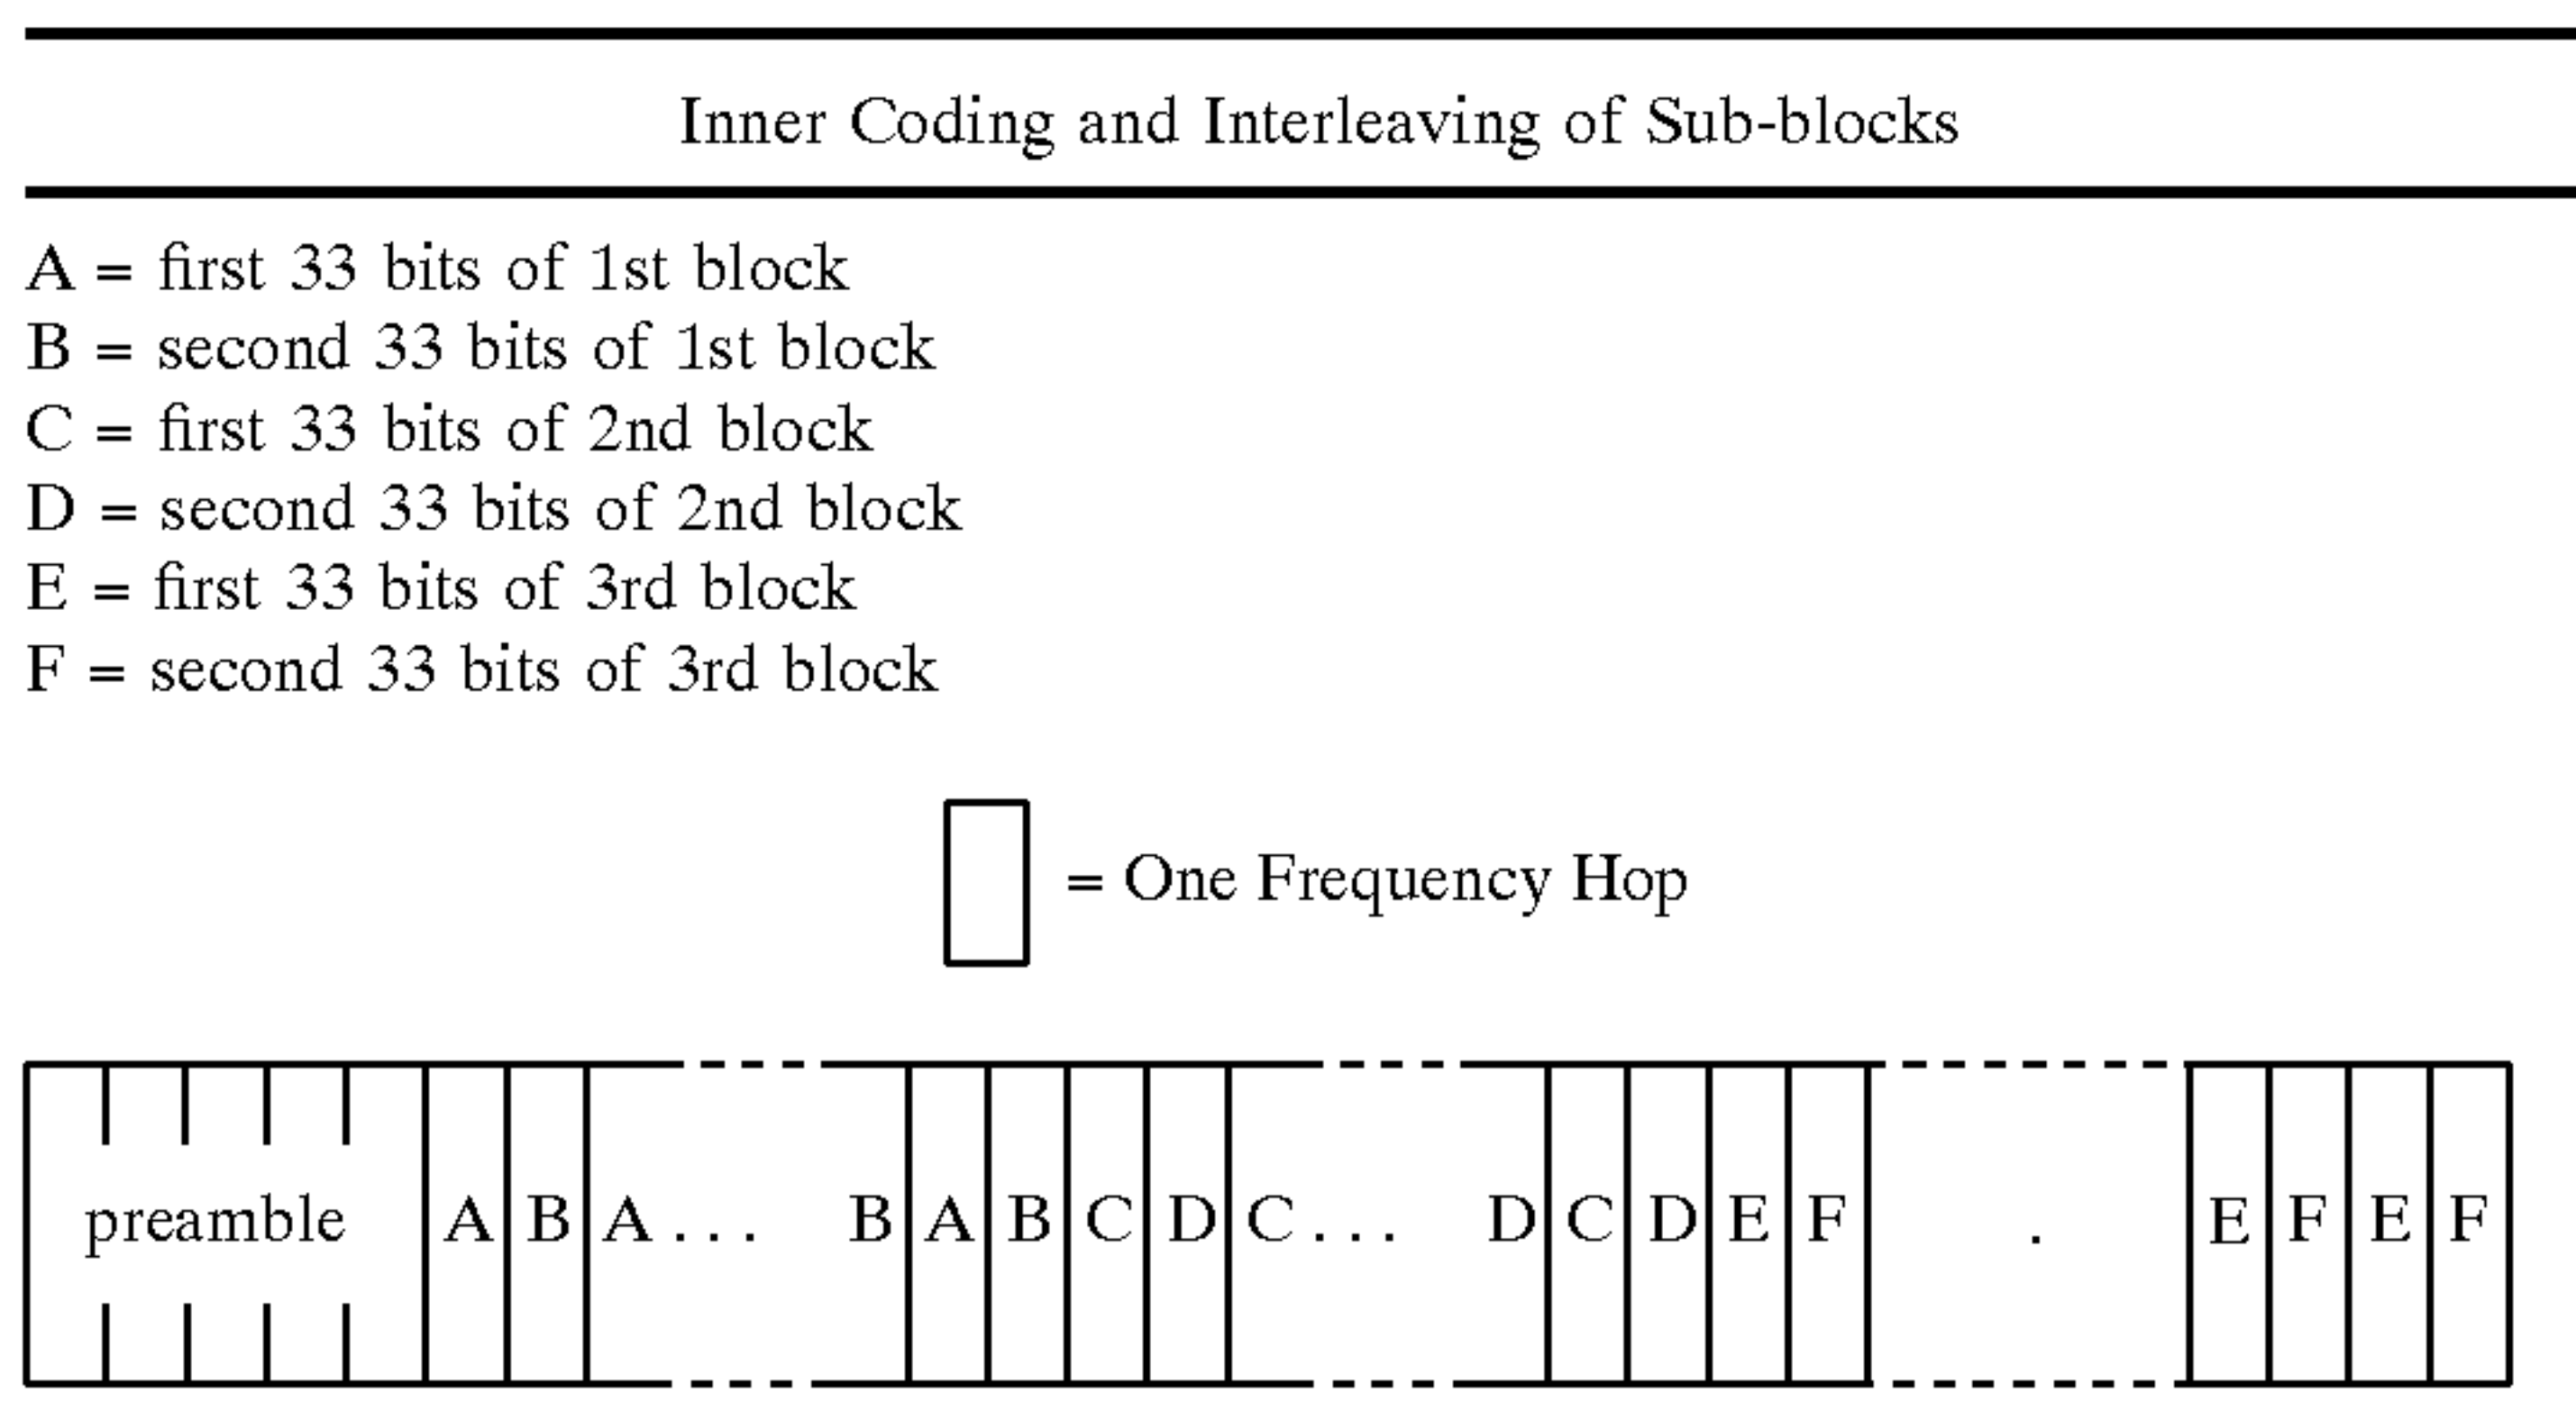 Inner Coding and Interleaving of Sub-blocks
A = first 33 bits of 1st block
B = second 33 bits of 1st block
C = first 33 bits of 2nd block
D = second 33 bits of 2nd block
E = first 33 bits of 3rd block
F = second 33 bits of 3rd block
= One Frequency Hop
preamble A B A . . . B A B C D C . . . D C D E F . E F E F